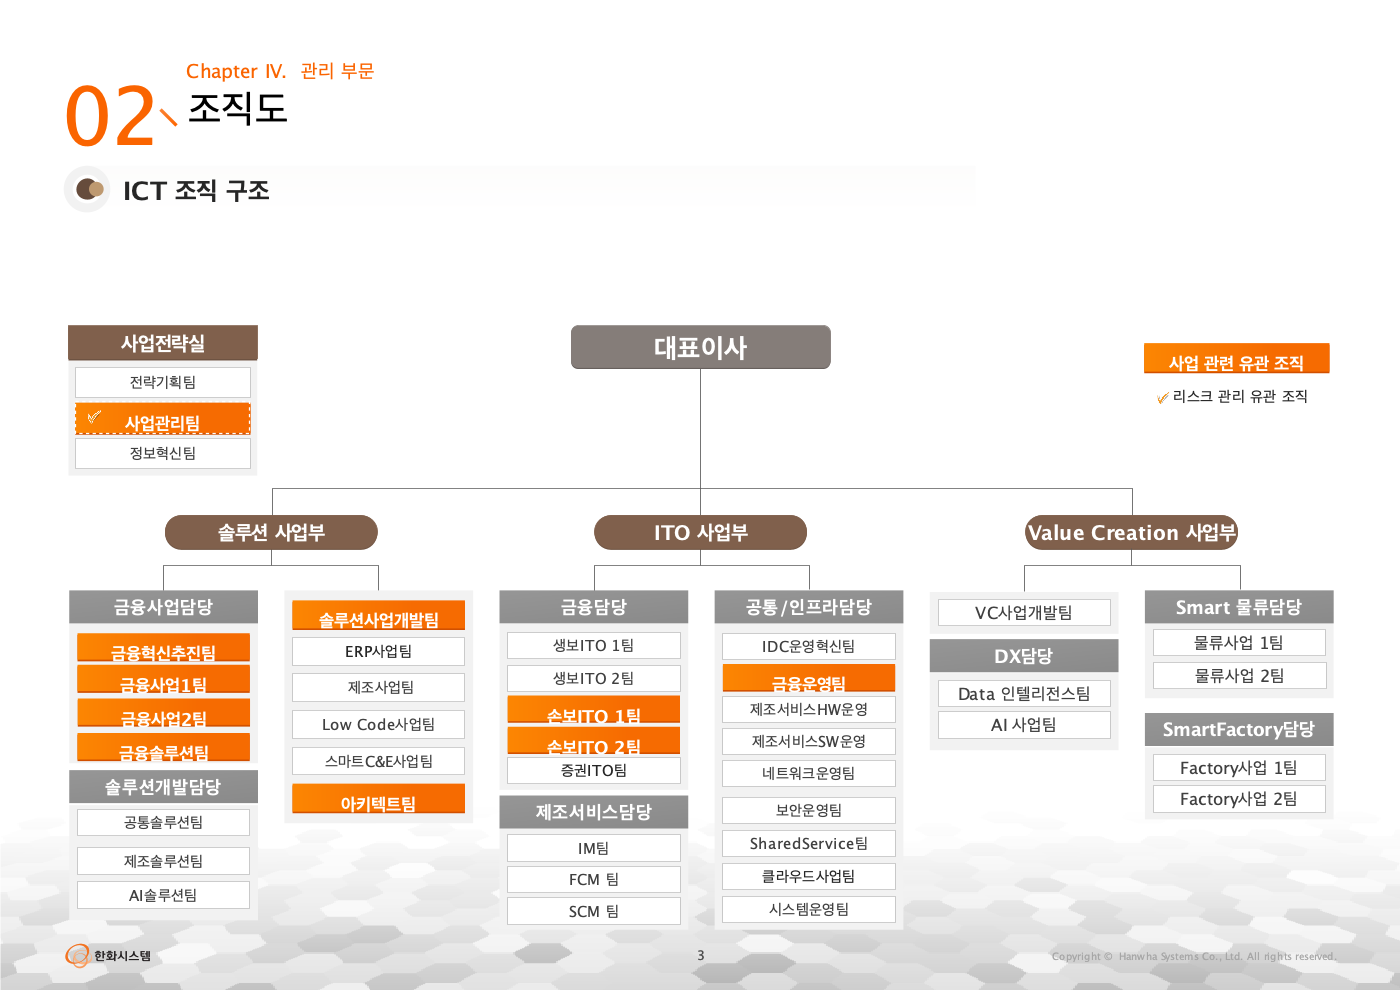 Chapter Ⅳ. 관리 부문
02
조직도
ICT 조직 구조
사업전략실
전략기획팀
사업관리팀
정보혁신팀
대표이사
사업 관련 유관 조직
리스크 관리 유관 조직
솔루션 사업부
ITO 사업부
Value Creation 사업부
금융사업담당
금융혁신추진팀
금융사업1팀
금융사업2팀
금융솔루션팀
솔루션개발담당
공통솔루션팀
제조솔루션팀
AI솔루션팀
솔루션사업개발팀
ERP사업팀
제조사업팀
Low Code사업팀
스마트C&E사업팀
아키텍트팀
금융담당
생보ITO 1팀
생보ITO 2팀
손보ITO 1팀
손보ITO 2팀
증권ITO팀
제조서비스담당
IM팀
FCM 팀
SCM 팀
공통/인프라담당
IDC운영혁신팀
금융운영팀
제조서비스HW운영
제조서비스SW운영
네트워크운영팀
보안운영팀
SharedService팀
클라우드사업팀
시스템운영팀
VC사업개발팀
DX담당
Data 인텔리전스팀
AI 사업팀
Smart 물류담당
물류사업 1팀
물류사업 2팀
SmartFactory담당
Factory사업 1팀
Factory사업 2팀
한화시스템
3
Copyright © Hanwha Systems Co., Ltd. All rights reserved.